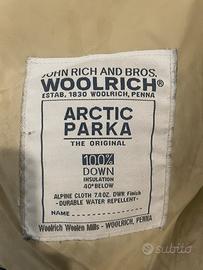 JOHN RICH AND BROS.
WOOLRICH®
ESTAB. 1830 WOOLRICH, PENNA
ARCTIC
PARKA
THE ORIGINAL
100%
DOWN
INSULATION
40° BELOW
ALPINE CLOTH 7.8 OZ. DWR Finish
- DURABLE WATER REPELLENT -
NAME
Woolrich Woolen Mills - WOOLRICH, PENNA.
subito